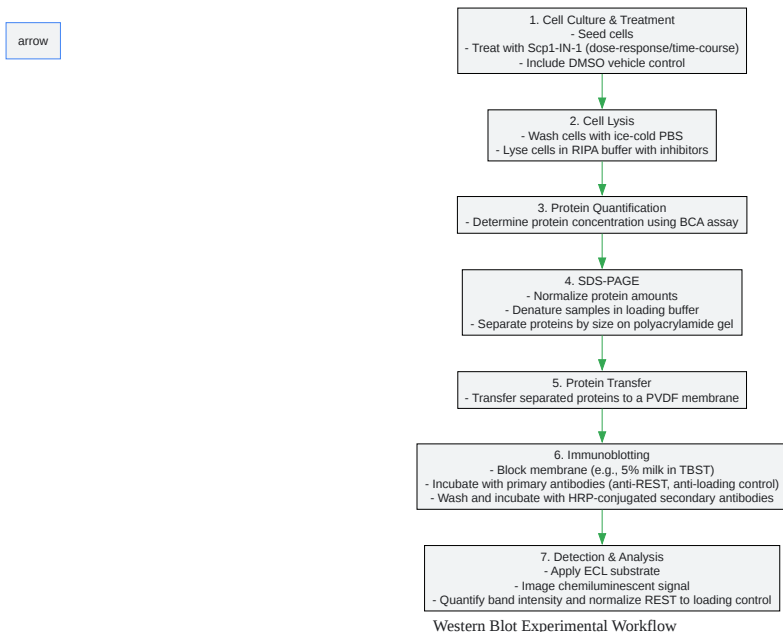 arrow
1. Cell Culture & Treatment
- Seed cells
- Treat with Scp1-IN-1 (dose-response/time-course)
- Include DMSO vehicle control
2. Cell Lysis
- Wash cells with ice-cold PBS
- Lyse cells in RIPA buffer with inhibitors
3. Protein Quantification
- Determine protein concentration using BCA assay
4. SDS-PAGE
- Normalize protein amounts
- Denature samples in loading buffer
- Separate proteins by size on polyacrylamide gel
5. Protein Transfer
- Transfer separated proteins to a PVDF membrane
6. Immunoblotting
- Block membrane (e.g., 5% milk in TBST)
- Incubate with primary antibodies (anti-REST, anti-loading control)
- Wash and incubate with HRP-conjugated secondary antibodies
7. Detection & Analysis
- Apply ECL substrate
- Image chemiluminescent signal
- Quantify band intensity and normalize REST to loading control
Western Blot Experimental Workflow